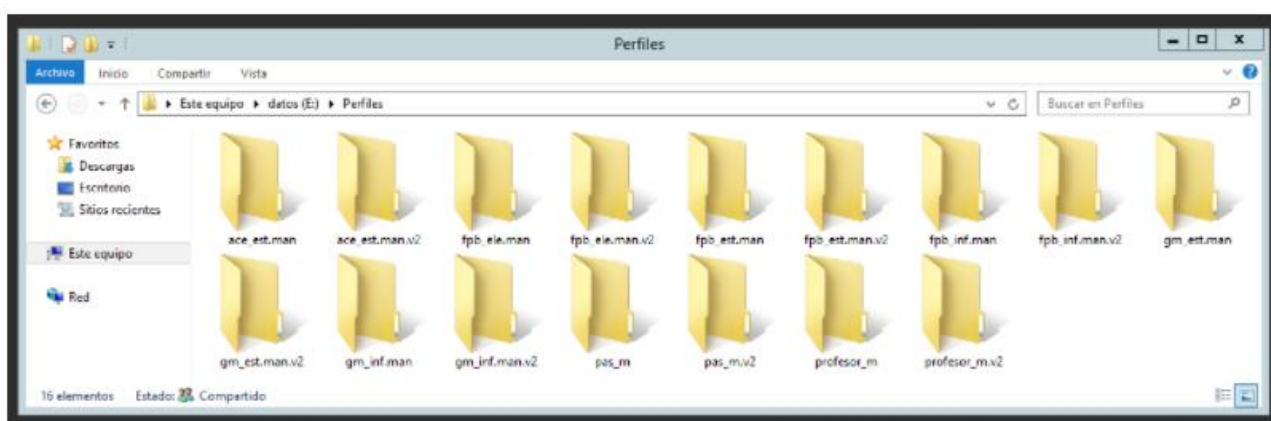 Perfiles
Archivo Inicio Compartir Vista
Este equipo datos (E:) Perfiles Buscar en Perfiles
Favoritos
Descargas
Escritorio
Sitios recientes
Este equipo
Red
ace_est.man ace_est.man.v2 fpb_ele.man fpb_ele.man.v2 fpb_est.man fpb_est.man.v2 fpb_inf.man fpb_inf.man.v2 gm_est.man
gm_est.man.v2 gm_inf.man gm_inf.man.v2 pas_m pas_m.v2 profesor_m profesor_m.v2
16 elementos Estado: Compartido